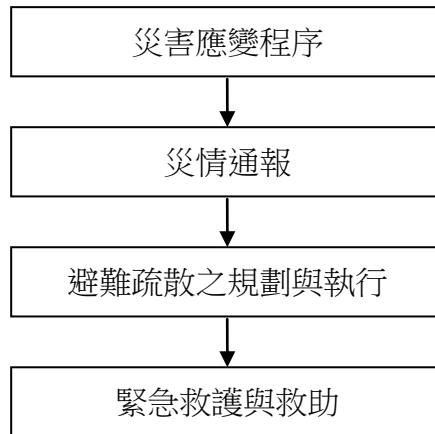 災害應變程序
災情通報
避難疏散之規劃與執行
緊急救護與救助